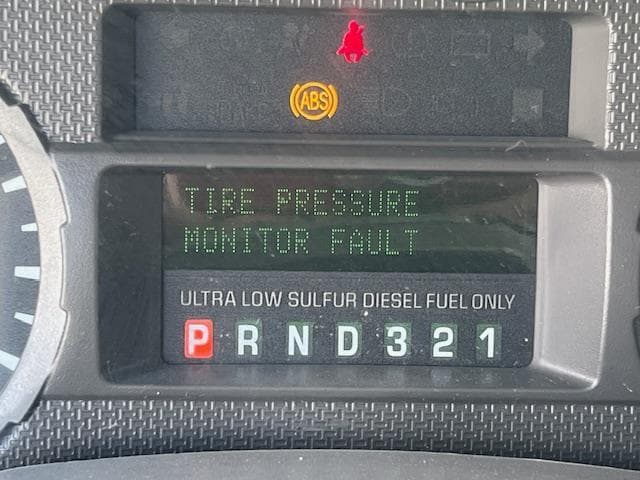 ABS
TIRE PRESSURE
MONITOR FAULT
ULTRA LOW SULFUR DIESEL FUEL ONLY
P R N D 3 2 1